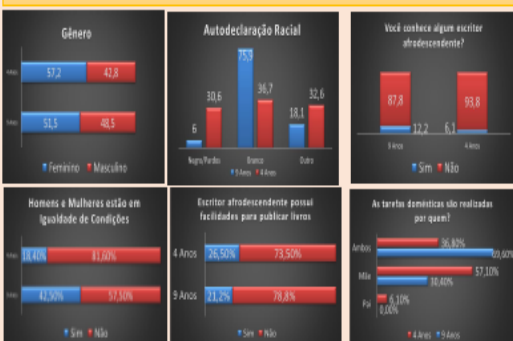 Gênero
57,2 42,8
51,5 48,5
Feminino Masculino
Autodeclaração Racial
6 30,6 75,9 36,7 18,1 32,6
Negro/Pardos Branco Outro
9 Anos 4 Anos
Você conhece algum escritor
afrodescendente?
87,8 12,2 6,1 93,8
9 Anos 4 Anos
Sim Não
Homens e Mulheres estão em
Igualdade de Condições
18,40% 81,60%
42,50% 57,50%
Sim Não
Escritor afrodescendente possui
facilidades para publicar livros
4 Anos 26,50% 73,50%
9 Anos 21,2% 78,8%
Sim Não
As tarefas domésticas são realizadas
por quem?
Ambos 36,80%
69,60%
Mãe 57,10%
30,40%
Pai 6,10%
0,00%
4 Anos 9 Anos